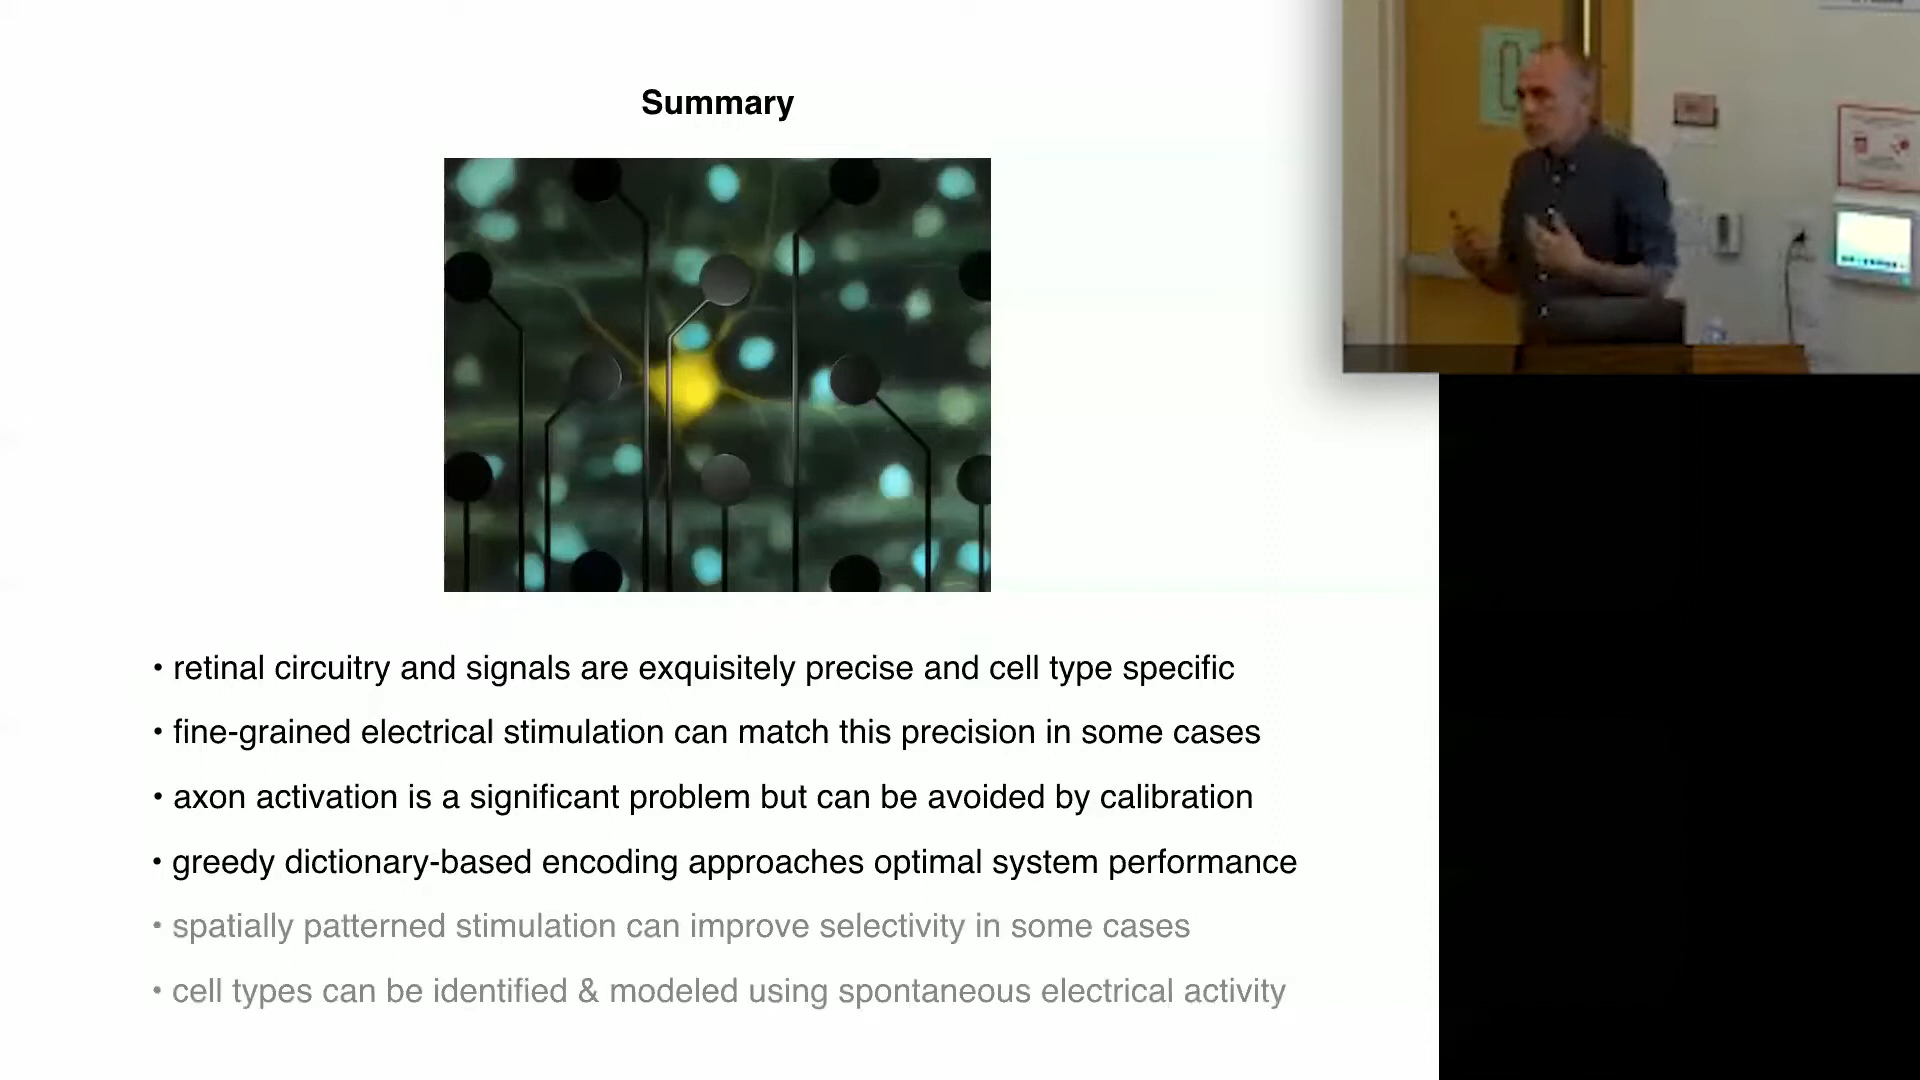 Summary
• retinal circuitry and signals are exquisitely precise and cell type specific
• fine-grained electrical stimulation can match this precision in some cases
• axon activation is a significant problem but can be avoided by calibration
• greedy dictionary-based encoding approaches optimal system performance
• spatially patterned stimulation can improve selectivity in some cases
• cell types can be identified & modeled using spontaneous electrical activity